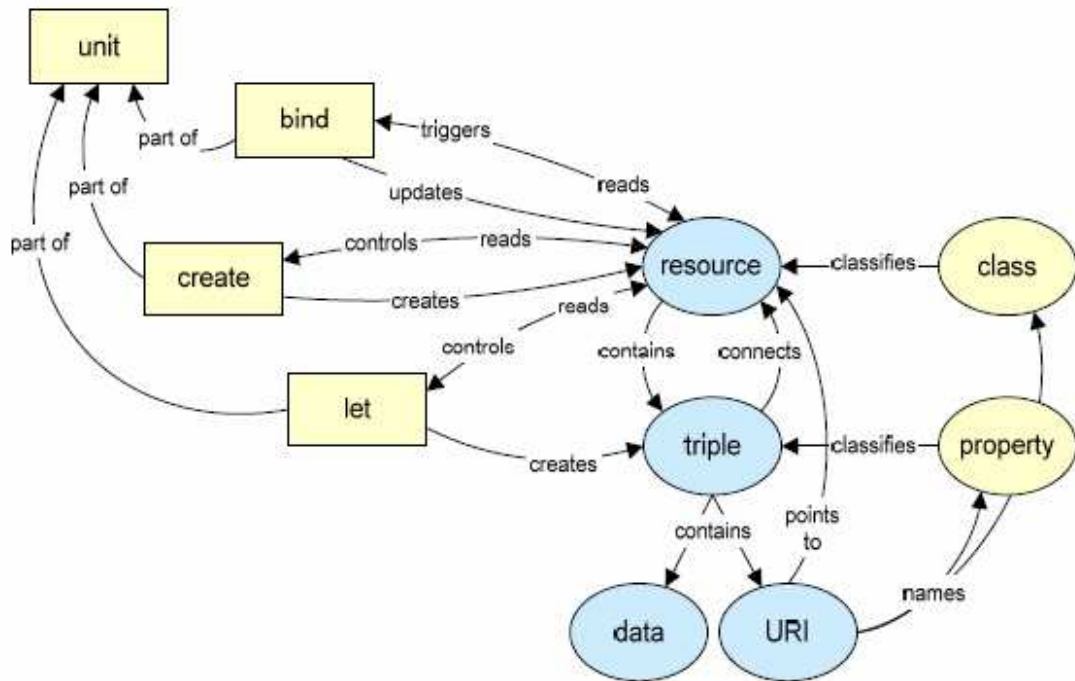 unit
bind
triggers
part of
reads
part of
updates
part of
controls
reads
create
resource
classifies
class
creates
reads
controls
contains
connects
let
triple
classifies
property
creates
contains
points
to
names
data
URI